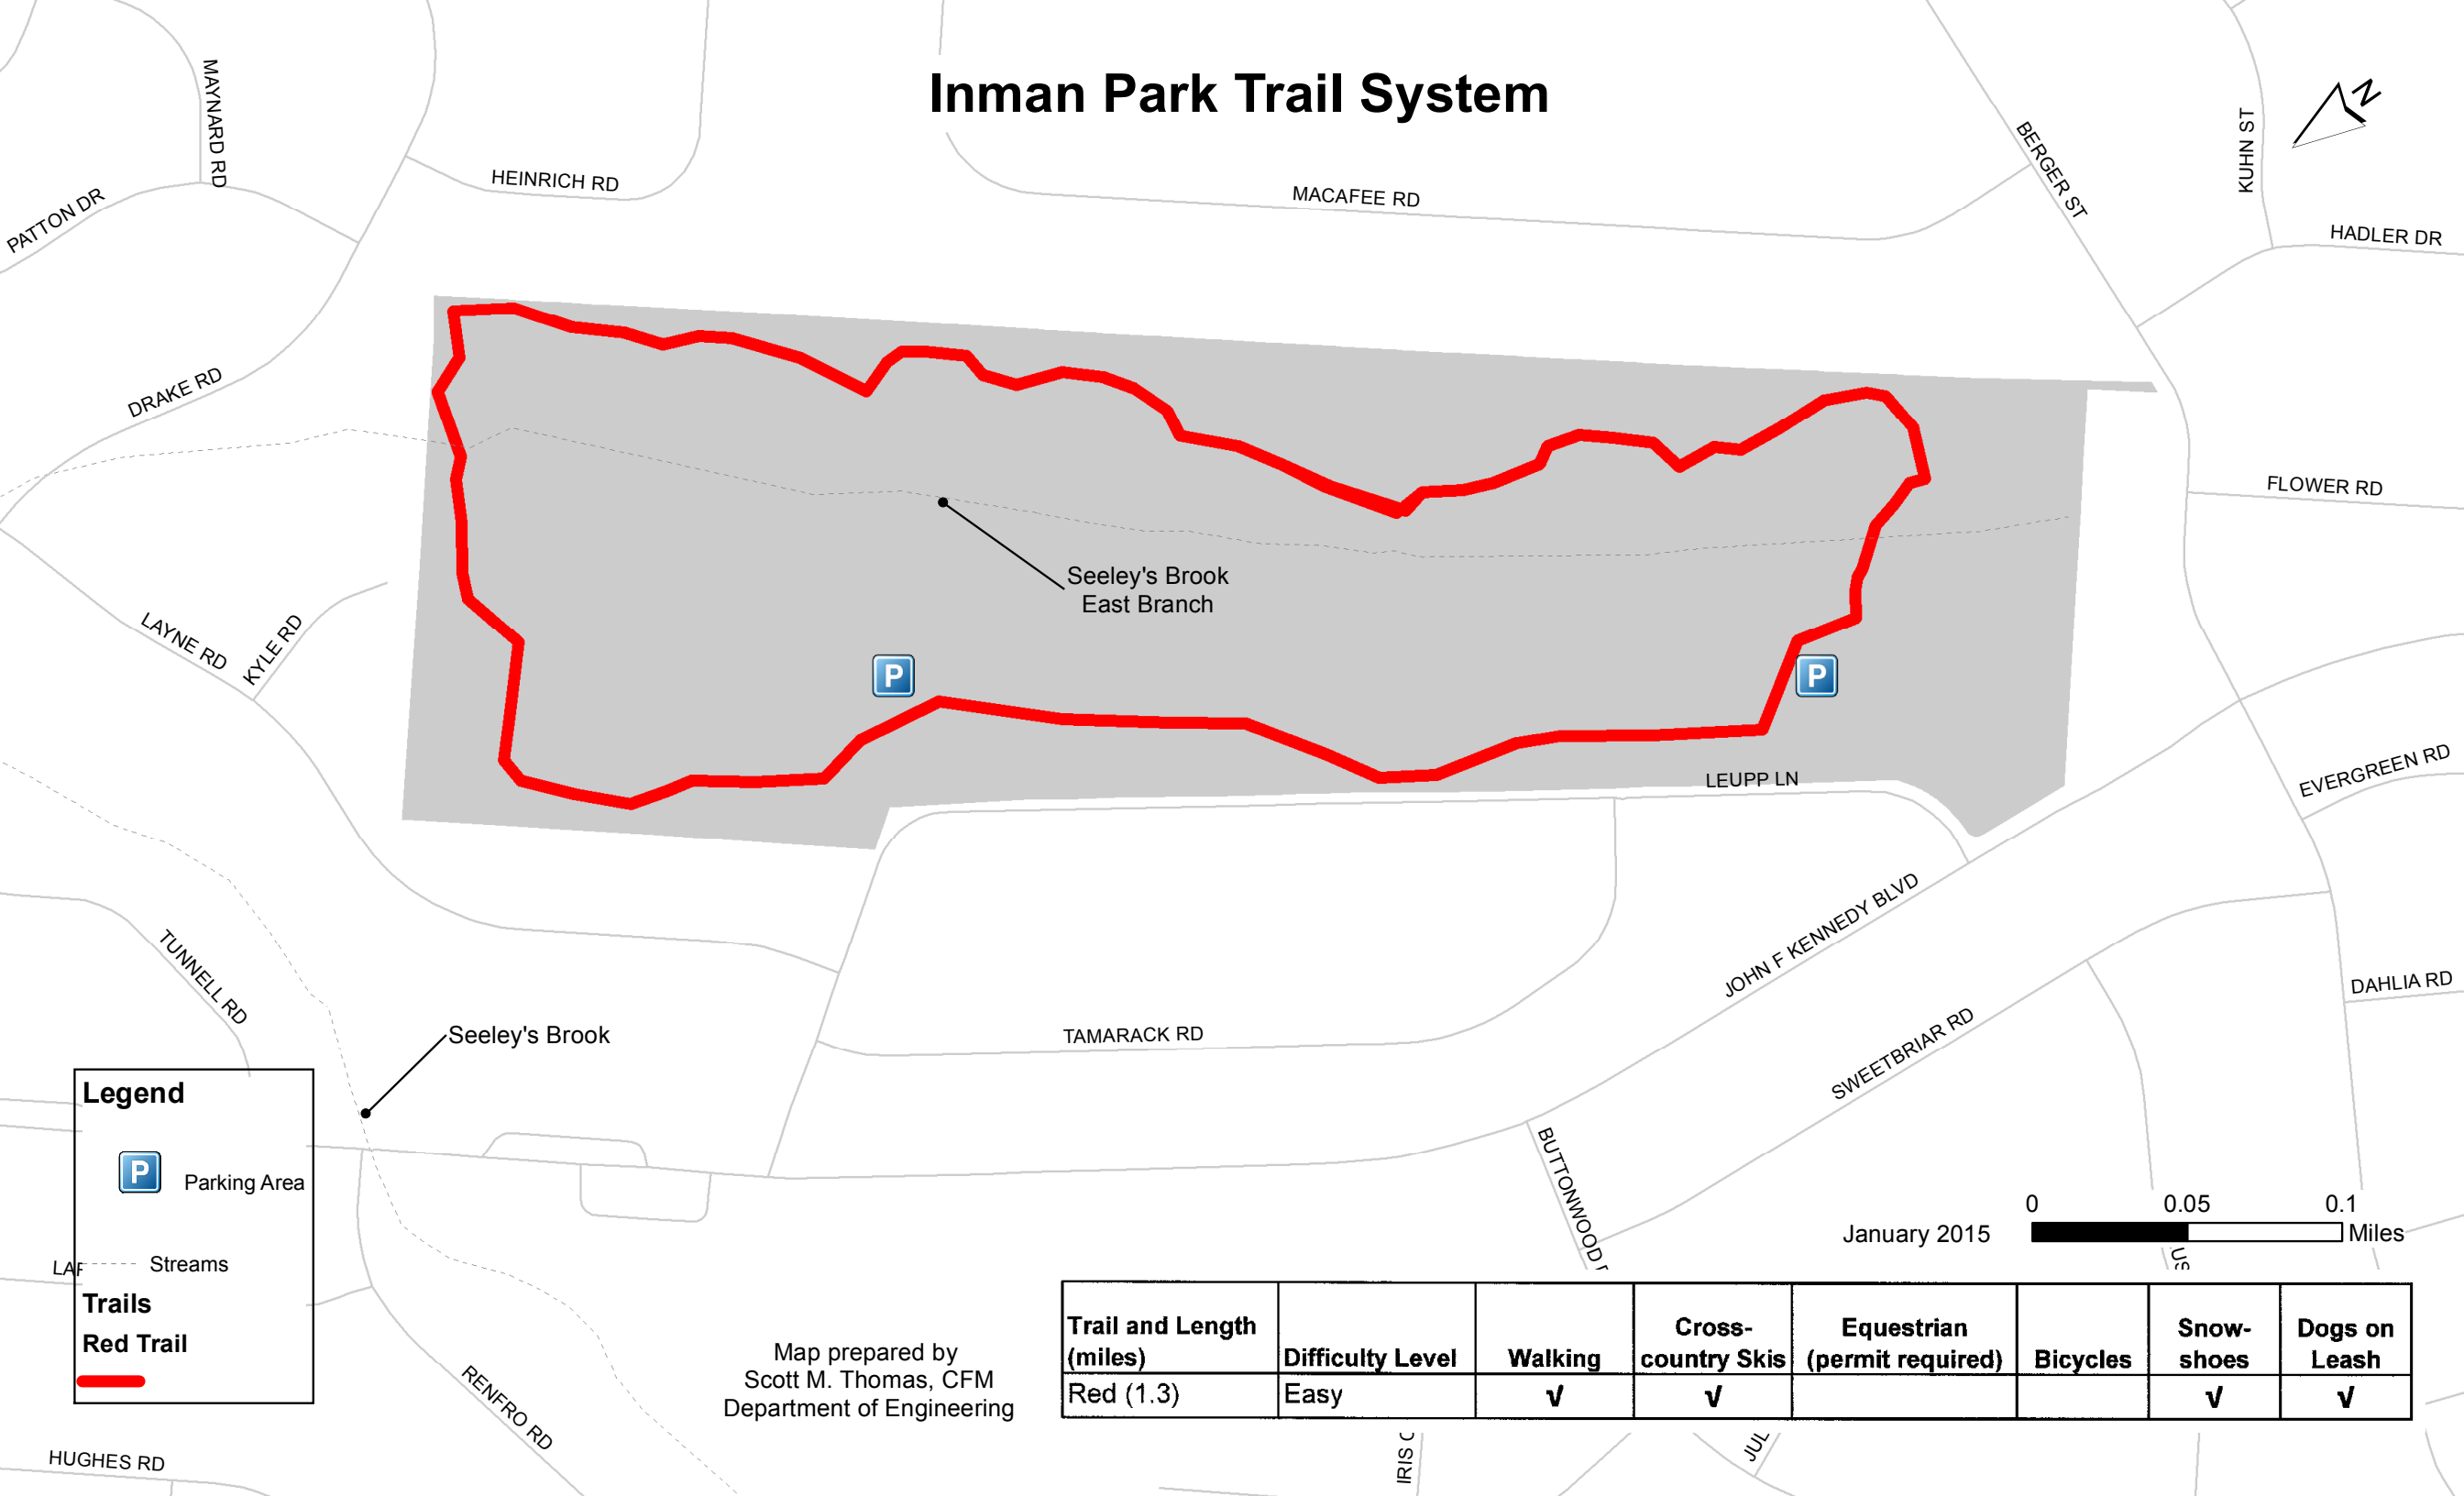 Inman Park Trail System
N
MAYNARD RD
PATTON DR
HEINRICH RD
MACAFEE RD
BERGER ST
KUHN ST
HADLER DR
DRAKE RD
FLOWER RD
Seeley's Brook
East Branch
LAYNE RD
KYLE RD
P
P
LEUPP LN
EVERGREEN RD
JOHN F KENNEDY BLVD
TUNNELL RD
DAHLIA RD
TAMARACK RD
SWEETBRIAR RD
Seeley's Brook
BUTTONWOOD
Legend
P Parking Area
Streams
Trails
Red Trail
January 2015
0 0.05 0.1
Miles
Map prepared by
Scott M. Thomas, CFM
Department of Engineering
Trail and Length (miles) Difficulty Level Walking Cross-country Skis Equestrian (permit required) Bicycles Snow-shoes Dogs on Leash
Red (1.3) Easy √ √ √ √
RENFRO RD
HUGHES RD
IRIS
JUL